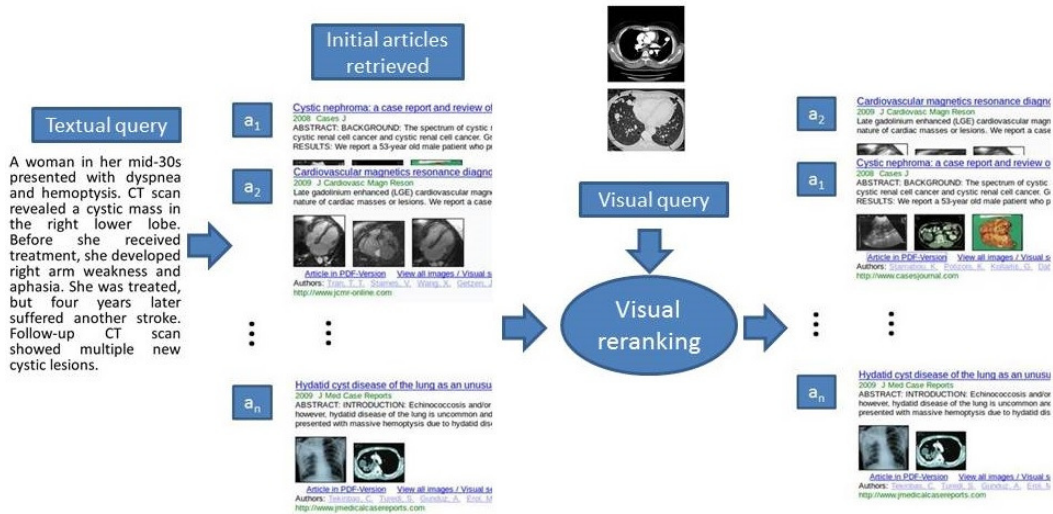 Textual query
A woman in her mid-30s
presented with dyspnea
and hemoptysis. CT scan
revealed a cystic mass in
the right lower lobe.
Before she received
treatment, she developed
right arm weakness and
aphasia. She was treated,
but four years later
suffered another stroke.
Follow-up CT scan
showed multiple new
cystic lesions.
Initial articles
retrieved
a1
Cystic nephroma: a case report and review of
2008 Cases J
ABSTRACT: BACKGROUND: The spectrum of cystic
cystic renal cell cancer and cystic renal cell cancer. Gr
RESULTS: We report a 53-year old male patient who p
a2
Cardiovascular magnetics resonance diagno
2009 J Cardiovasc Magn Reson
Late gadolinium enhanced (LGE) cardiovascular magn
nature of cardiac masses or lesions. We report a case
Article in PDF-Version View all images / Visual s
Authors: Tran, T. T. Starnes, V. Wang, X. Getzen, J
http://www.jcmr-online.com
an
Hydatid cyst disease of the lung as an unusu
2009 J Med Case Reports
ABSTRACT: INTRODUCTION: Echinococcosis and/or
however, hydatid disease of the lung is uncommon and
presented with massive hemoptysis due to hydatid dis
Article in PDF-Version View all images / Visual s
Authors: Tekinbas, C. Turedi, S. Gunduz, A. Erol, M
http://www.jmedicalcasereports.com
Visual query
Visual
reranking
a2
Cardiovascular magnetics resonance diagno
2009 J Cardiovasc Magn Reson
Late gadolinium enhanced (LGE) cardiovascular magn
nature of cardiac masses or lesions. We report a case
a1
Cystic nephroma: a case report and review o
2008 Cases J
ABSTRACT: BACKGROUND: The spectrum of cystic
cystic renal cell cancer and cystic renal cell cancer. G
RESULTS: We report a 53-year old male patient who p
Article in PDF-Version View all images / Visual s
Authors: K. K. G.
http://www.casesjournal.com
an
Hydatid cyst disease of the lung as an unusu
2009 J Med Case Reports
ABSTRACT: INTRODUCTION: Echinococcosis and/or
however, hydatid disease of the lung is uncommon and
presented with massive hemoptysis due to hydatid dis
Article in PDF-Version View all images / Visual s
Authors: Tekinbas, C. Turedi, S. Gunduz, A. Erol, M
http://www.jmedicalcasereports.com